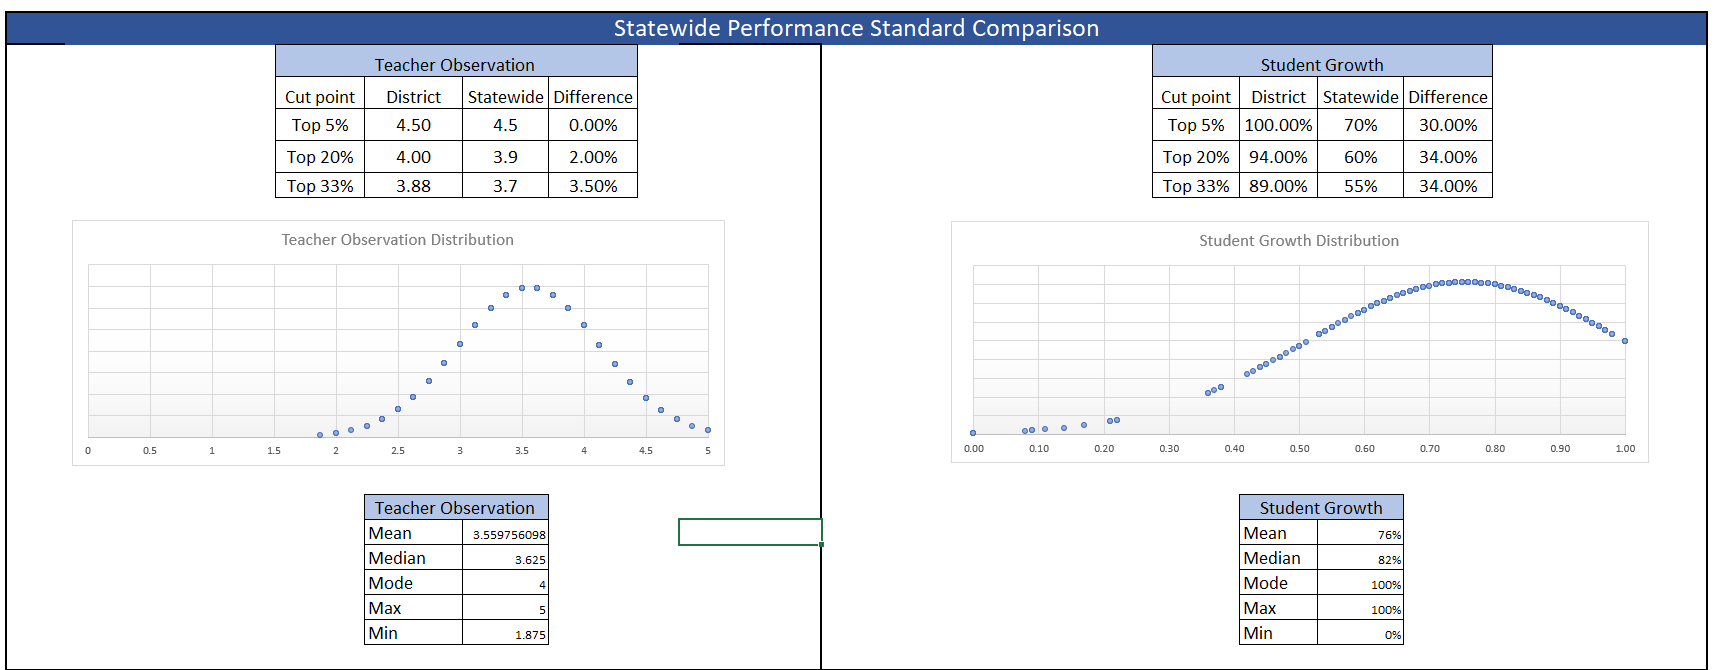 Statewide Performance Standard Comparison
Teacher Observation
Cut point District Statewide Difference
Top 5% 4.50 4.5 0.00%
Top 20% 4.00 3.9 2.00%
Top 33% 3.88 3.7 3.50%
Teacher Observation Distribution
0 0.5 1 1.5 2 2.5 3 3.5 4 4.5 5
Teacher Observation
Mean 3.559756098
Median 3.625
Mode 4
Max 5
Min 1.875
Student Growth
Cut point District Statewide Difference
Top 5% 100.00% 70% 30.00%
Top 20% 94.00% 60% 34.00%
Top 33% 89.00% 55% 34.00%
Student Growth Distribution
0.00 0.10 0.20 0.30 0.40 0.50 0.60 0.70 0.80 0.90 1.00
Student Growth
Mean 76%
Median 82%
Mode 100%
Max 100%
Min 0%